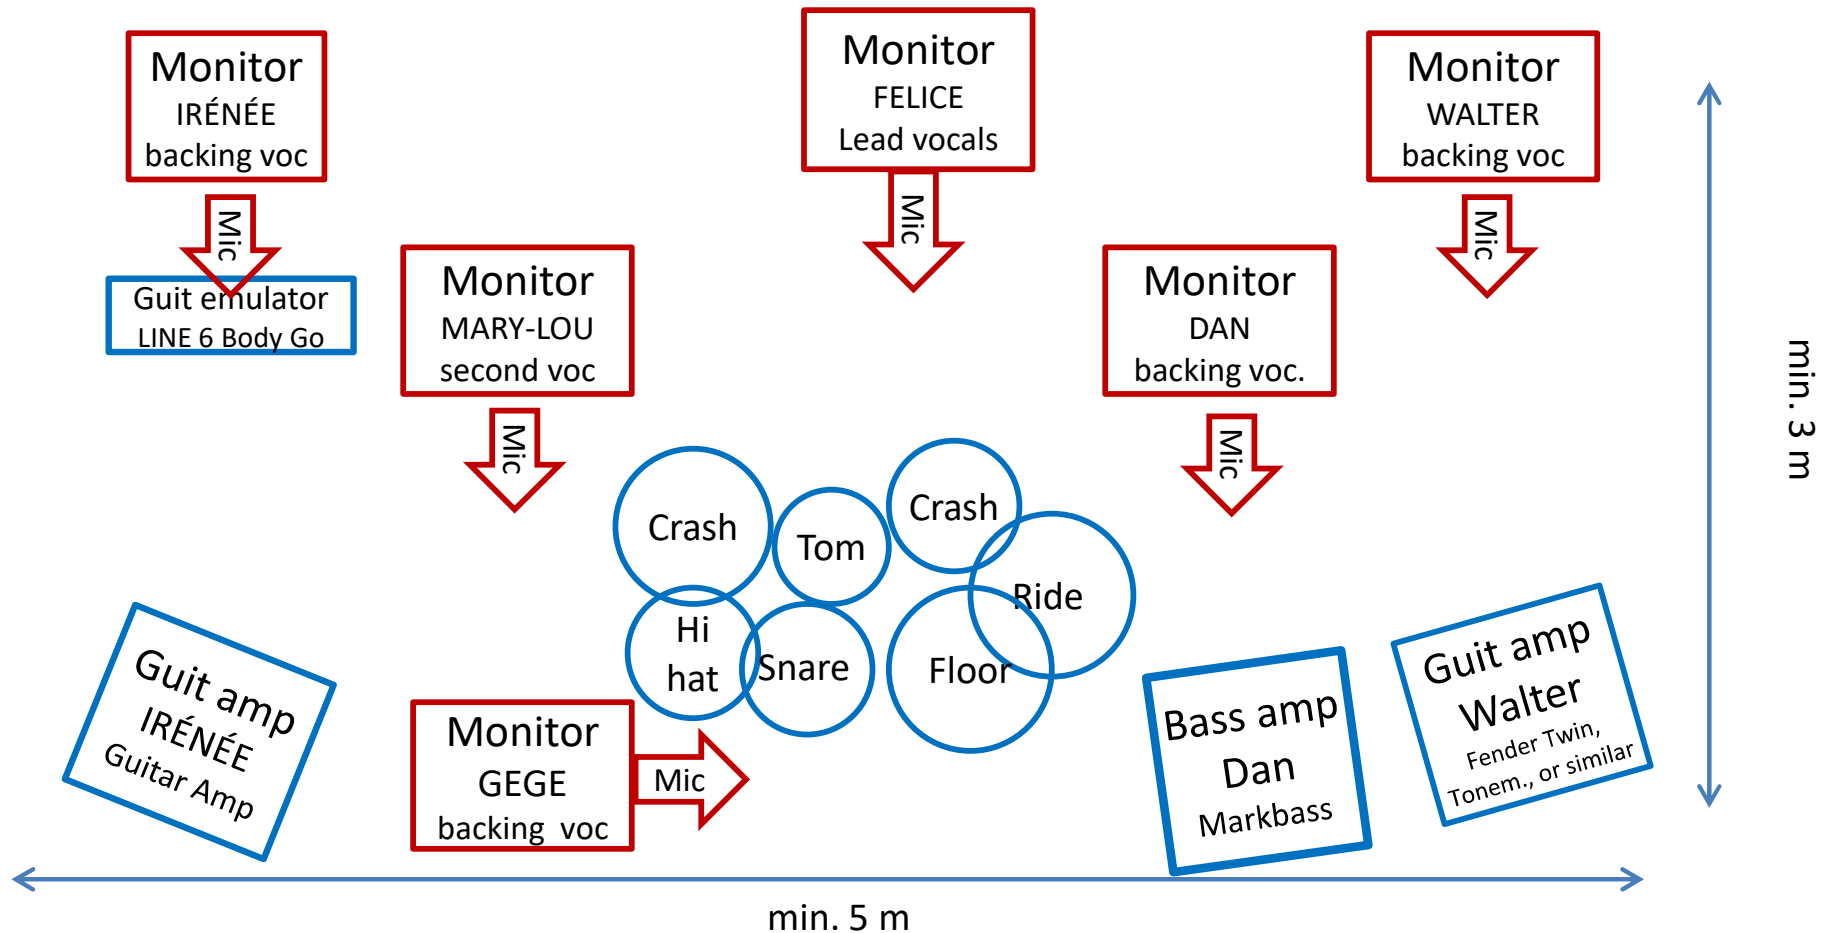 Monitor
IRÉNÉE
backing voc
Mic
Guit emulator
LINE 6 Body Go
Monitor
FELICE
Lead vocals
Mic
Monitor
WALTER
backing voc
Mic
Monitor
MARY-LOU
second voc
Mic
Monitor
DAN
backing voc.
Mic
min. 3 m
Crash
Tom
Crash
Ride
Hi
hat
Snare
Floor
Guit amp
IRÉNÉE
Guitar Amp
Monitor
GEGE
backing voc
Mic
Bass amp
Dan
Markbass
Guit amp
Walter
Fender Twin,
Tonem., or similar
min. 5 m